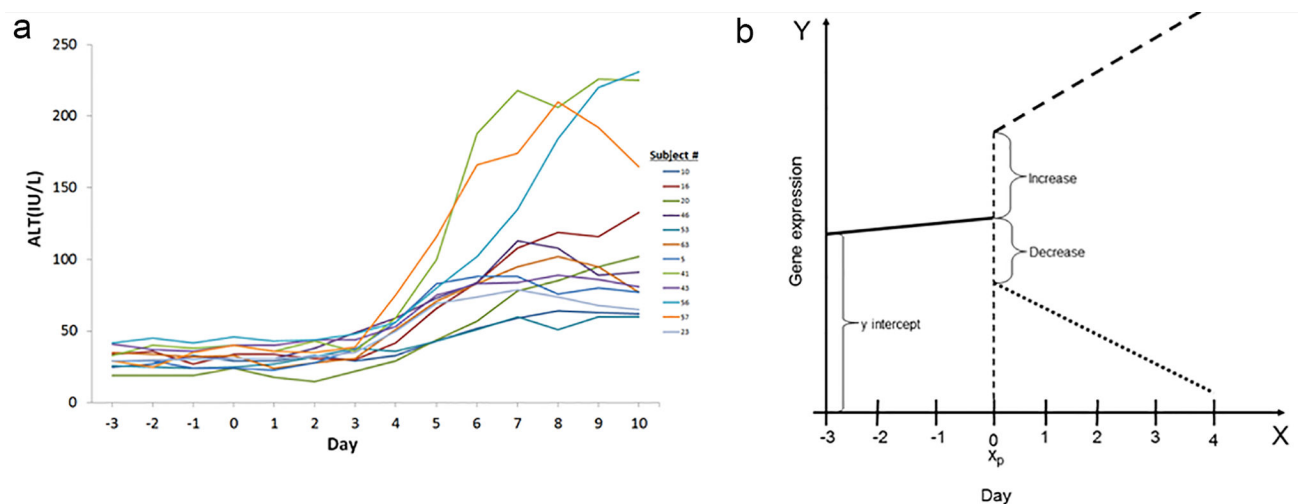 a
250
200
150
100
50
0
ALT(IU/L)
-3 -2 -1 0 1 2 3 4 5 6 7 8 9 10
Day
Subject #
10
16
20
46
53
63
5
41
43
56
57
23
b
Y
Gene expression
Increase
Decrease
y intercept
-3 -2 -1 0 1 2 3 4 X
Xp
Day